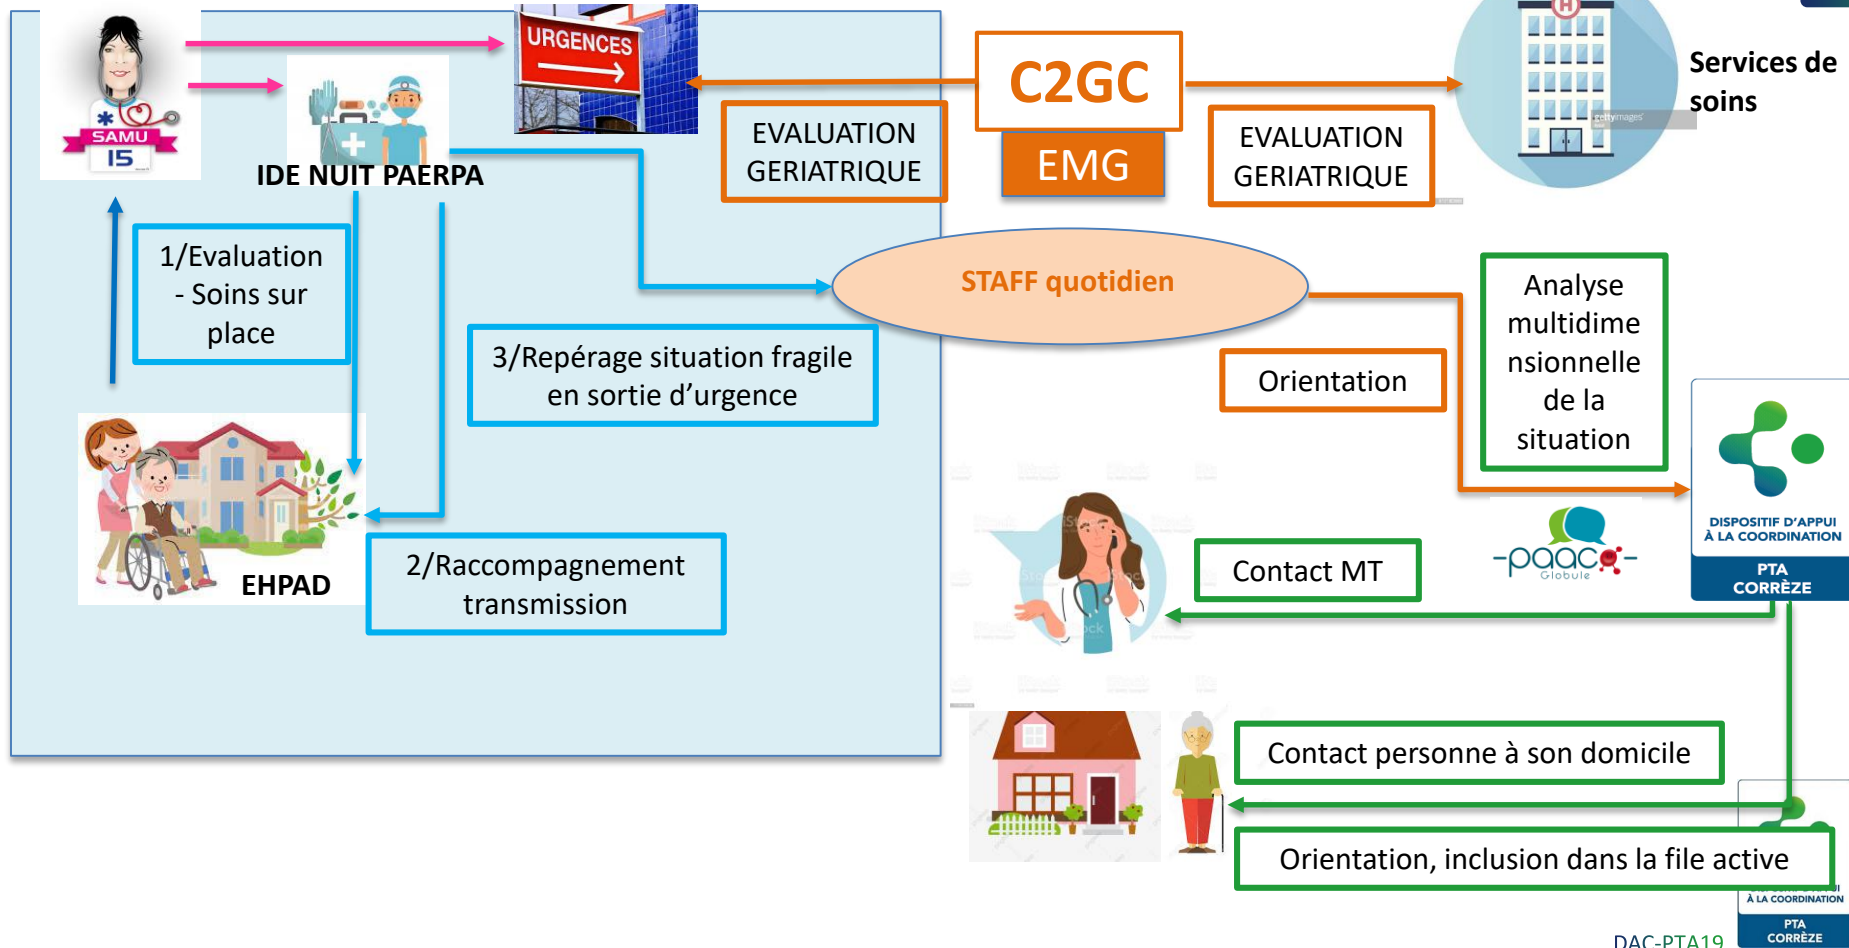 SAMU
15
IDE NUIT PAERPA
URGENCES
EVALUATION
GERIATRIQUE
C2GC
EMG
EVALUATION
GERIATRIQUE
H
gettyimages
Services de
soins
1/Evaluation
- Soins sur
place
STAFF quotidien
3/Repérage situation fragile
en sortie d’urgence
Orientation
Analyse
multidime
nsionnelle
de la
situation
EHPAD
2/Raccompagnement
transmission
iStock
Contact MT
-paaco-
Globule
DISPOSITIF D'APPUI
À LA COORDINATION
PTA
CORRÈZE
Contact personne à son domicile
Orientation, inclusion dans la file active
À LA COORDINATION
PTA
CORRÈZE
DAC-PTA19